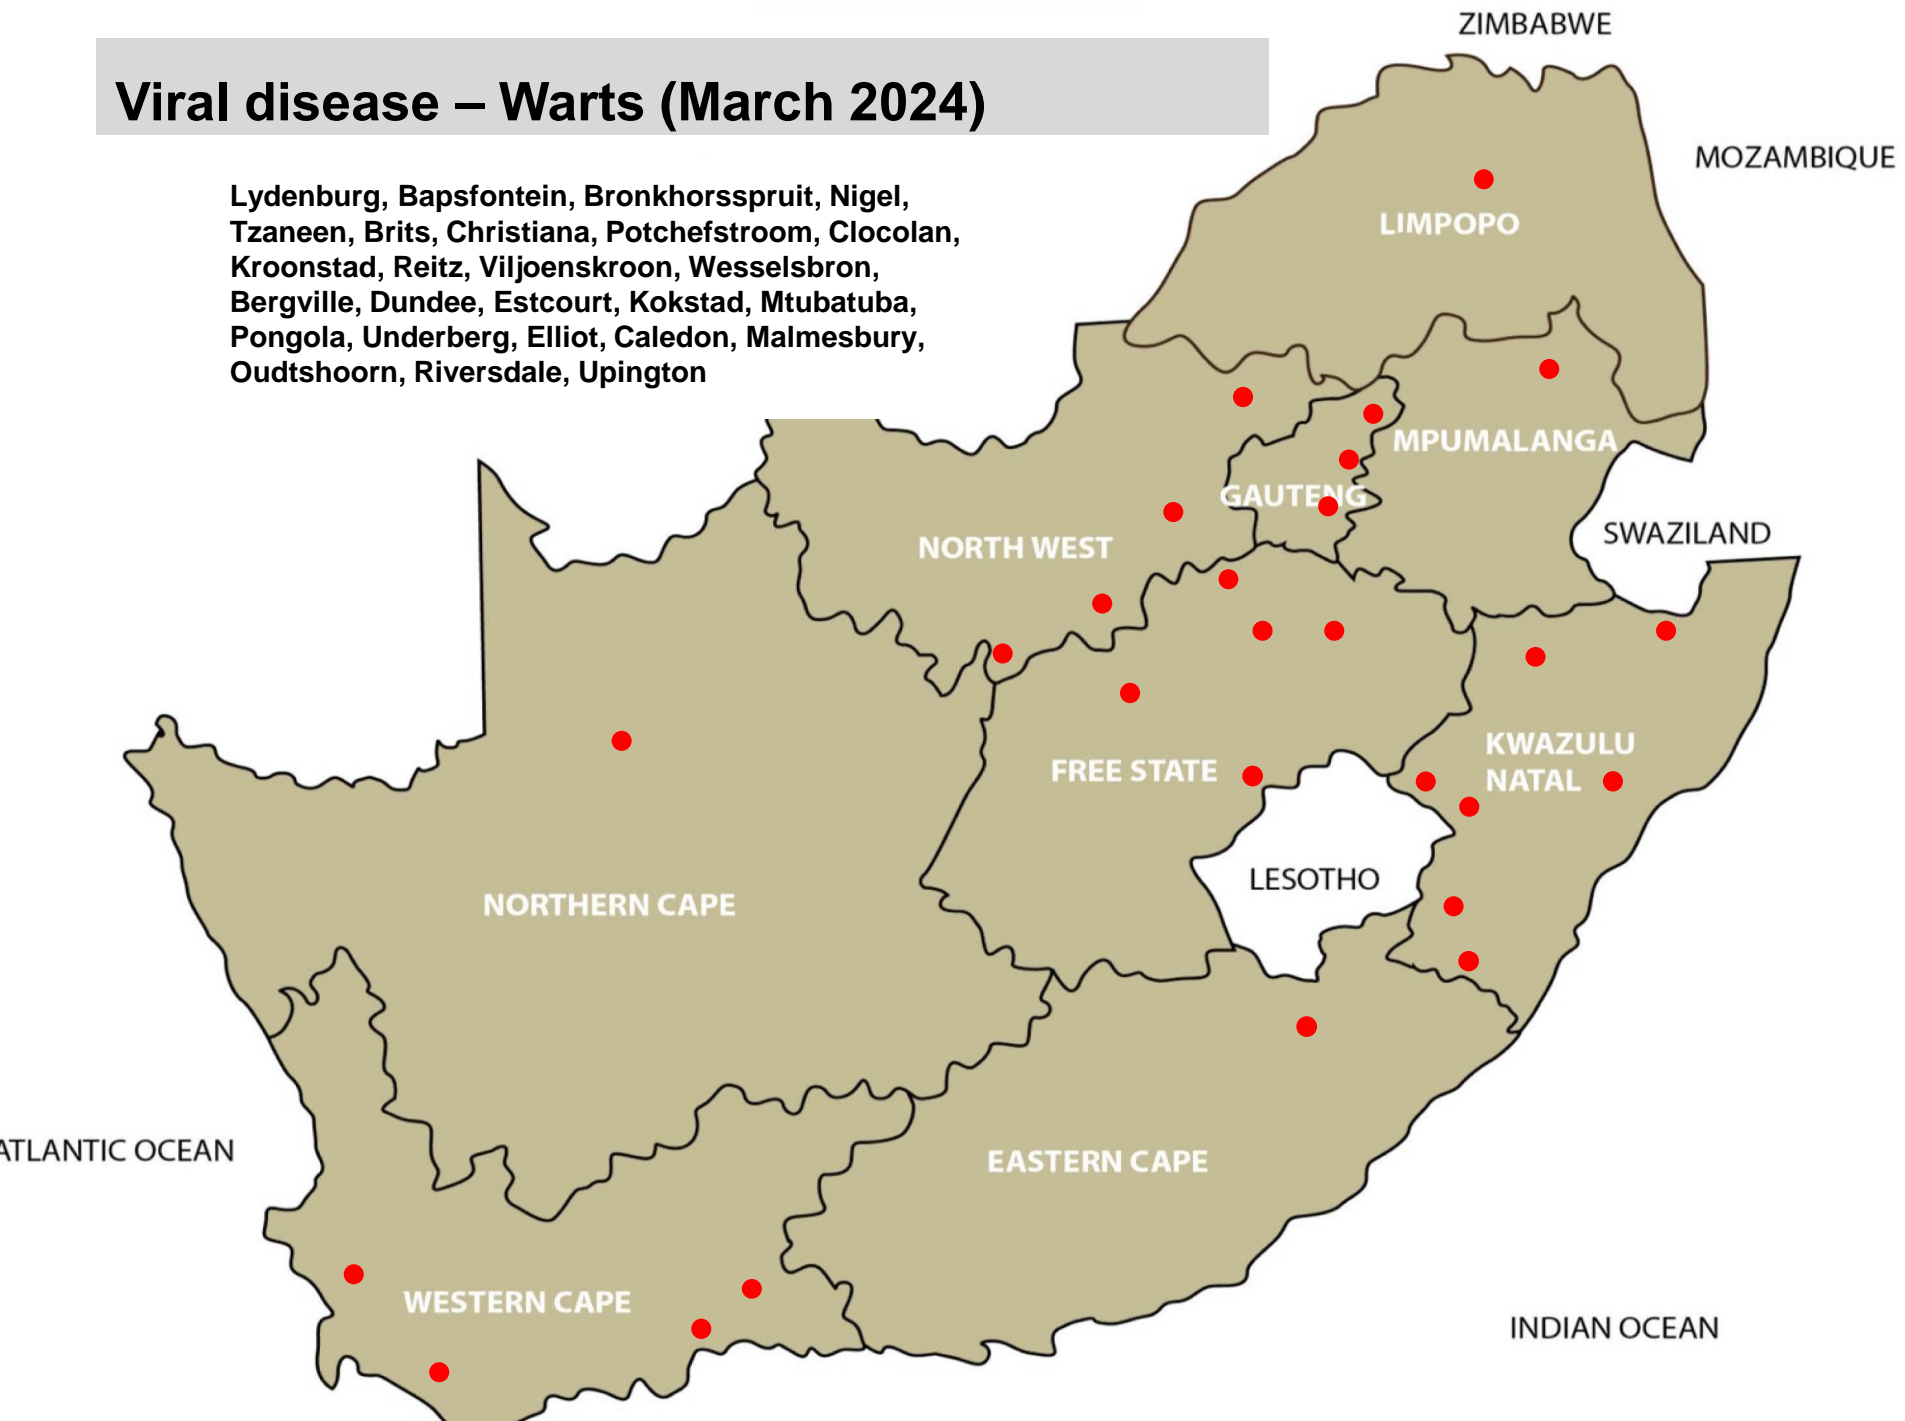 ZIMBABWE
Viral disease – Warts (March 2024)
MOZAMBIQUE
Lydenburg, Bapsfontein, Bronkhorsspruit, Nigel,
Tzaneen, Brits, Christiana, Potchefstroom, Clocolan,
Kroonstad, Reitz, Viljoenskroon, Wesselsbron,
Bergville, Dundee, Estcourt, Kokstad, Mtubatuba,
Pongola, Underberg, Elliot, Caledon, Malmesbury,
Oudtshoorn, Riversdale, Upington
LIMPOPO
MPUMALANGA
GAUTENG
SWAZILAND
NORTH WEST
KWAZULU
NATAL
FREE STATE
LESOTHO
NORTHERN CAPE
ATLANTIC OCEAN
EASTERN CAPE
WESTERN CAPE
INDIAN OCEAN